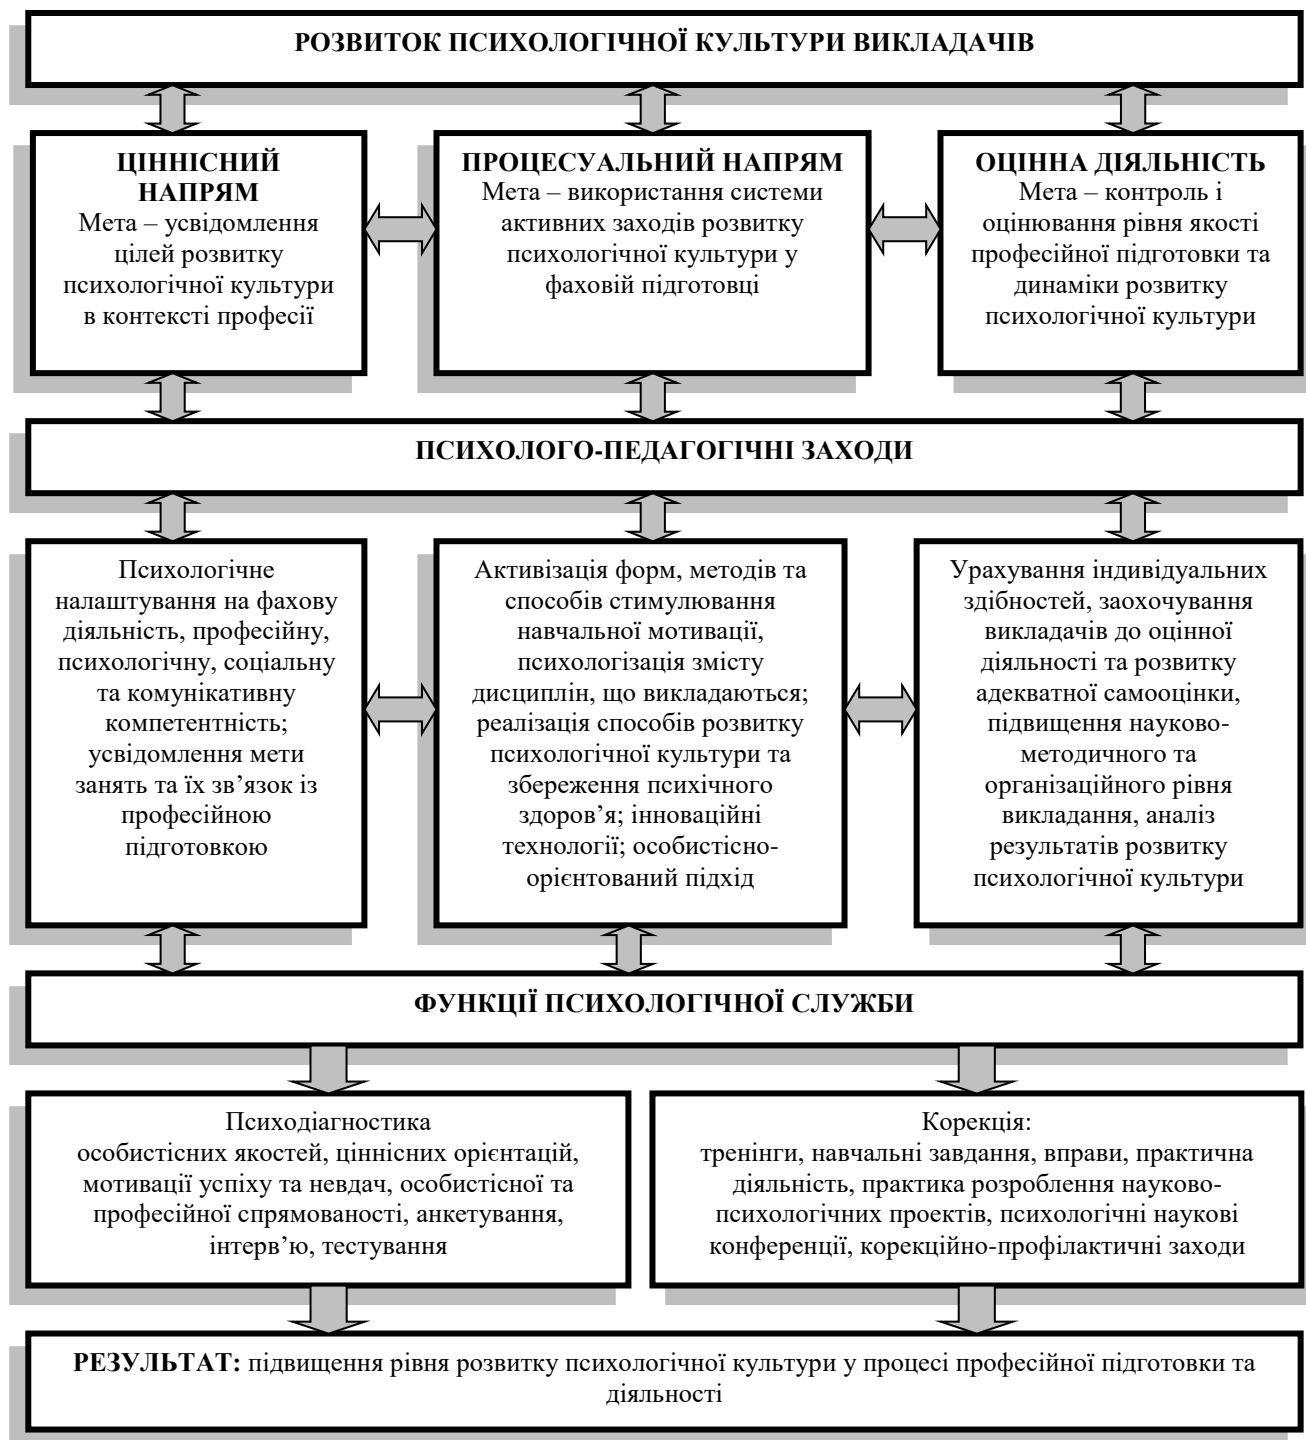 РОЗВИТОК ПСИХОЛОГІЧНОЇ КУЛЬТУРИ ВИКЛАДАЧІВ
ЦІННІСНИЙ
НАПРЯМ
Мета – усвідомлення
цілей розвитку
психологічної культури
в контексті професії
ПРОЦЕСУАЛЬНИЙ НАПРЯМ
Мета – використання системи
активних заходів розвитку
психологічної культури у
фаховій підготовці
ОЦІННА ДІЯЛЬНІСТЬ
Мета – контроль і
оцінювання рівня якості
професійної підготовки та
динаміки розвитку
психологічної культури
ПСИХОЛОГО-ПЕДАГОГІЧНІ ЗАХОДИ
Психологічне
налаштування на фахову
діяльність, професійну,
психологічну, соціальну
та комунікативну
компетентність;
усвідомлення мети
занять та їх зв’язок із
професійною
підготовкою
Активізація форм, методів та
способів стимулювання
навчальної мотивації,
психологізація змісту
дисциплін, що викладаються;
реалізація способів розвитку
психологічної культури та
збереження психічного
здоров’я; інноваційні
технології; особистісно-
орієнтований підхід
Урахування індивідуальних
здібностей, заохочування
викладачів до оцінної
діяльності та розвитку
адекватної самооцінки,
підвищення науково-
методичного та
організаційного рівня
викладання, аналіз
результатів розвитку
психологічної культури
ФУНКЦІЇ ПСИХОЛОГІЧНОЇ СЛУЖБИ
Психодіагностика
особистісних якостей, ціннісних орієнтацій,
мотивації успіху та невдач, особистісної та
професійної спрямованості, анкетування,
інтерв’ю, тестування
Корекція:
тренінги, навчальні завдання, вправи, практична
діяльність, практика розроблення науково-
психологічних проектів, психологічні наукові
конференції, корекційно-профілактичні заходи
РЕЗУЛЬТАТ: підвищення рівня розвитку психологічної культури у процесі професійної підготовки та
діяльності